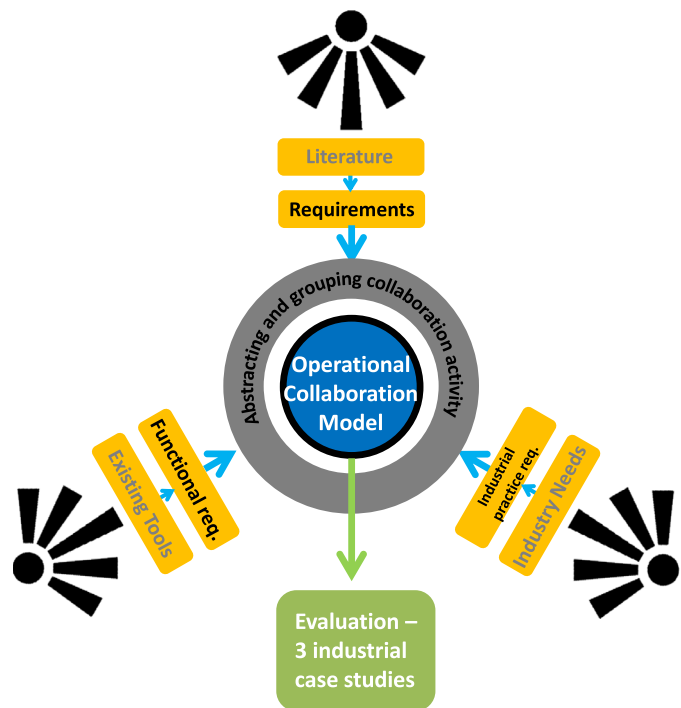 Literature
Requirements
Abstracting and grouping collaboration activity
Operational
Collaboration
Model
Existing Tools
Functional req.
Industrial
practice req.
Industry Needs
Evaluation –
3 industrial
case studies